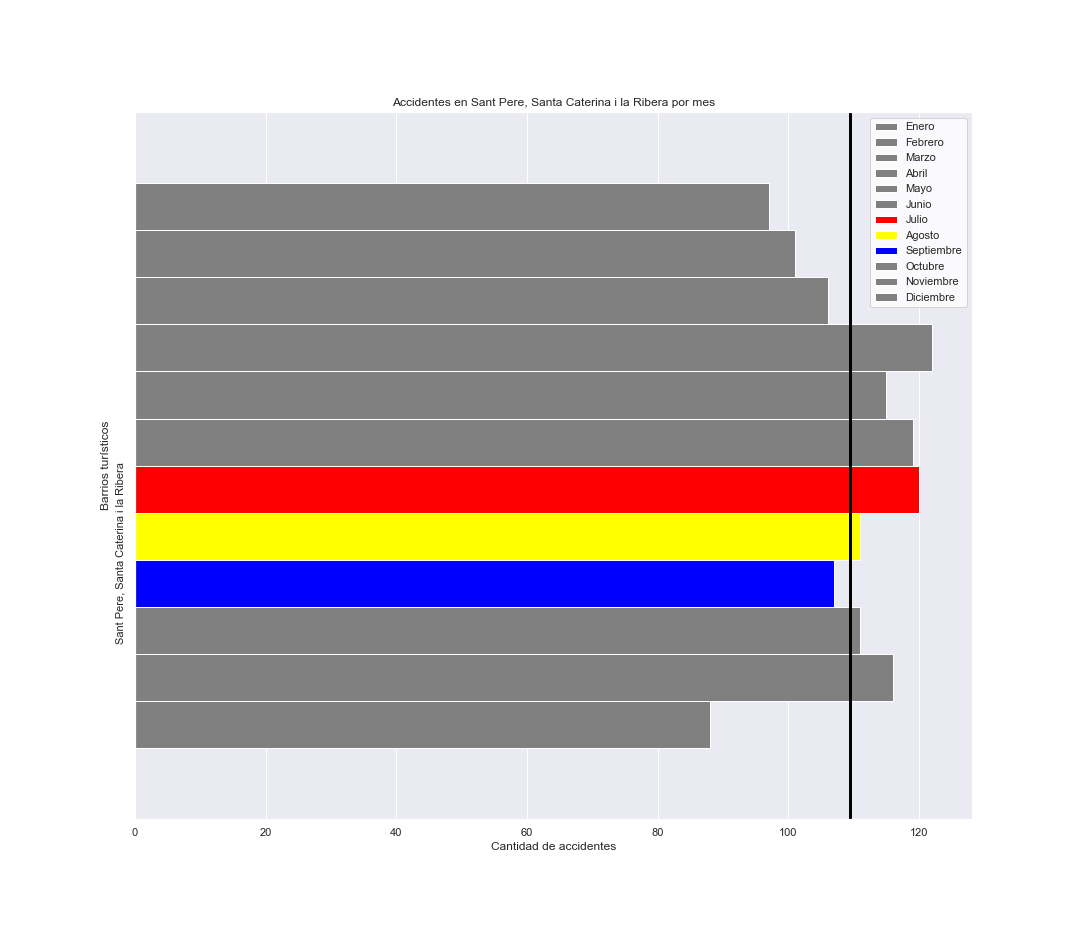 Accidentes en Sant Pere, Santa Caterina i la Ribera por mes
Enero
Febrero
Marzo
Abril
Mayo
Junio
Julio
Agosto
Septiembre
Octubre
Noviembre
Diciembre
Barrios turísticos
Sant Pere, Santa Caterina i la Ribera
0 20 40 60 80 100 120
Cantidad de accidentes